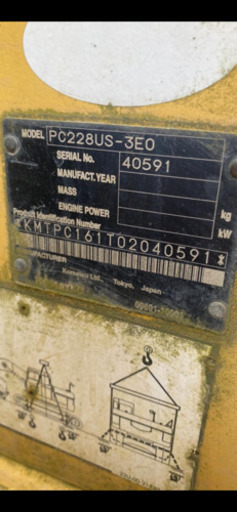 MODEL PC228US-3E0
SERIAL No. 40591
MANUFACT.YEAR
MASS kg
ENGINE POWER kW
Product Identification Number
*KMTPC161T02040591*
MANUFACTURER
Komatsu Ltd. Tokyo, Japan